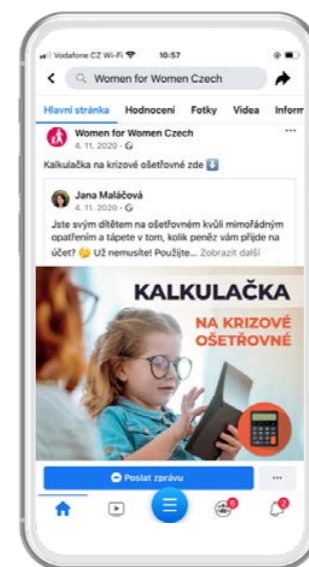 Vodafone CZ Wi-Fi 10:57
Women for Women Czech
Hlavní stránka Hodnocení Fotky Videa Inform
Women for Women Czech
4. 11. 2020 ·
Kalkulačka na krizové ošetřovné zde ⬇️
Jana Maláčová
4. 11. 2020 ·
Jste svým dítětem na ošetřovném kvůli mimořádným
opatřením a tápete v tom, kolik peněz vám přijde na
účet? 🤔 Už nemusíte! Použijte... Zobrazit další
KALKULAČKA
NA KRIZOVÉ
OŠETŘOVNÉ
Poslat zprávu
6 2